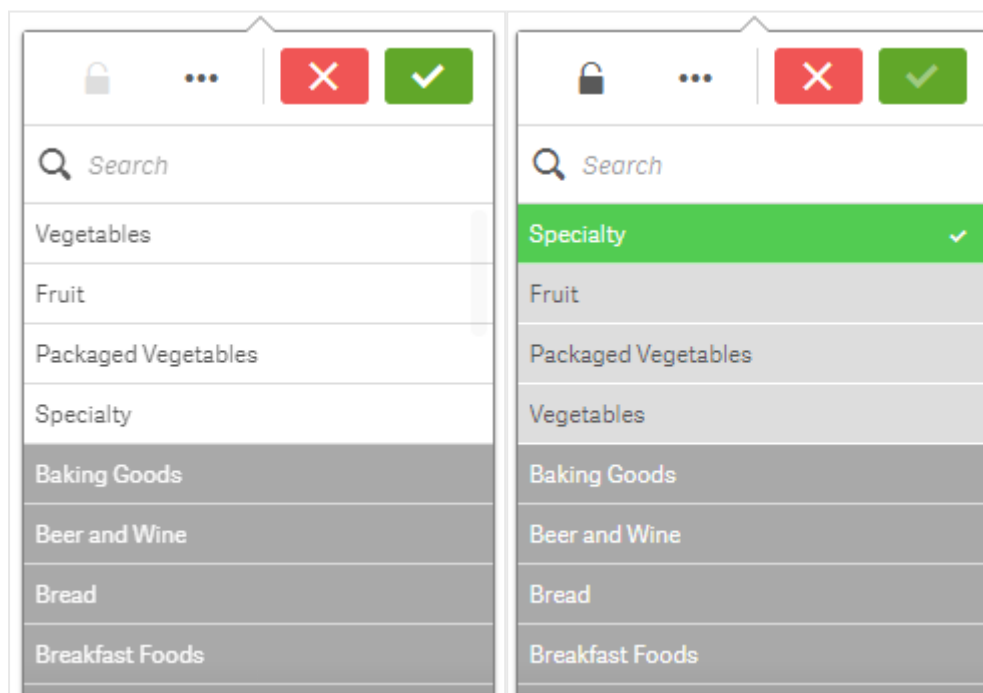 Search
Vegetables
Fruit
Packaged Vegetables
Specialty
Baking Goods
Beer and Wine
Bread
Breakfast Foods
Search
Specialty
Fruit
Packaged Vegetables
Vegetables
Baking Goods
Beer and Wine
Bread
Breakfast Foods